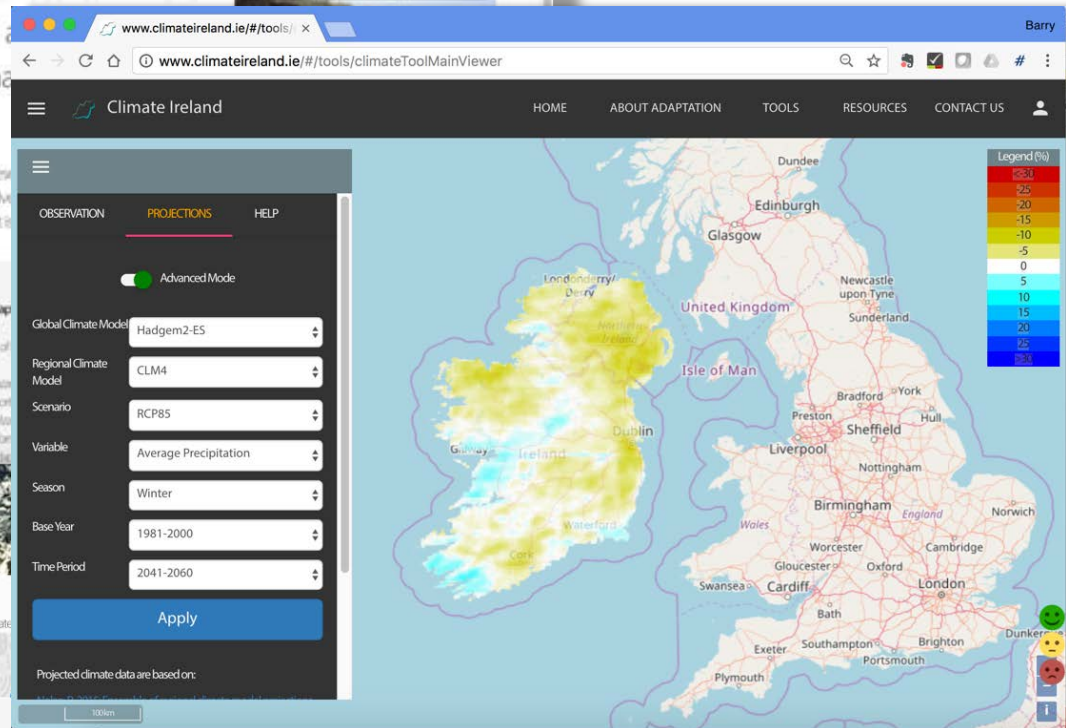 www.climateireland.ie/#/tools/
Barry
www.climateireland.ie/#/tools/climateToolMainViewer
Climate Ireland
HOME ABOUT ADAPTATION TOOLS RESOURCES CONTACT US
OBSERVATION PROJECTIONS HELP
Advanced Mode
Global Climate Model Hadgem2-ES
Regional Climate
Model
CLM4
Scenario RCP85
Variable Average Precipitation
Season Winter
Base Year 1981-2000
Time Period 2041-2060
Apply
Projected climate data are based on:
100km
Legend (%)
<-30
-25
-20
-15
-10
-5
0
5
10
15
20
25
>30
Dundee
Edinburgh
Glasgow
Londonderry/
Derry
Newcastle
upon Tyne
Northern
Ireland
United Kingdom
Sunderland
Isle of Man
Bradford York
Preston
Hull
Dublin
Sheffield
Galway
Ireland
Liverpool
Nottingham
Birmingham
England
Norwich
Waterford
Wales
Cork
Worcester
Cambridge
Gloucester
Oxford
Swansea
Cardiff
London
Bath
Southampton
Brighton
Exeter
Portsmouth
Plymouth